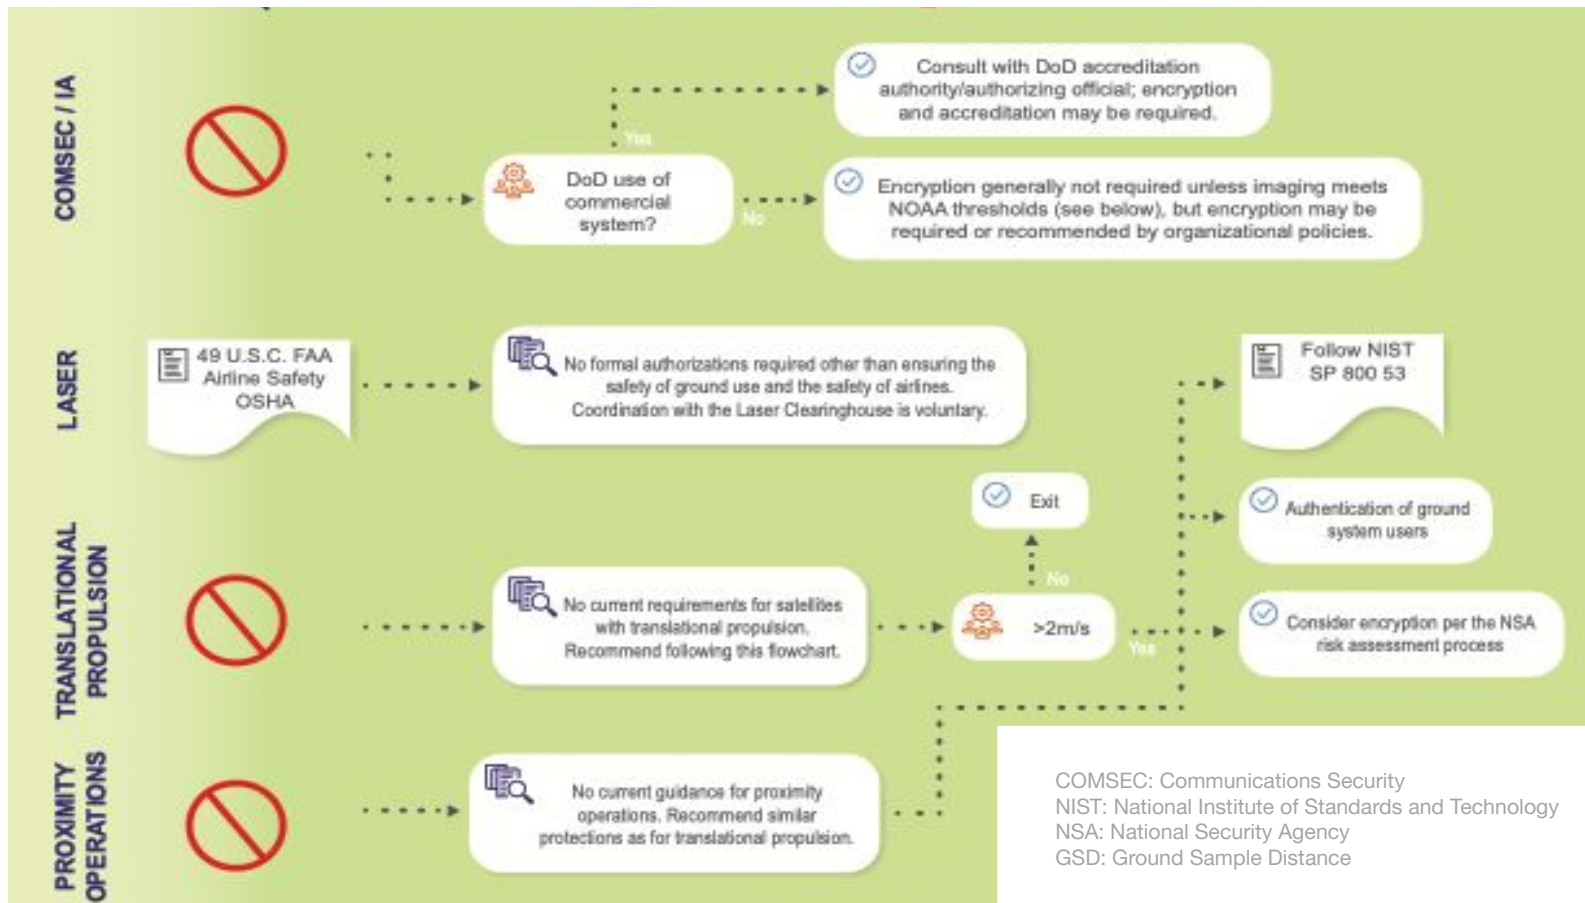 COMSEC / IA
Consult with DoD accreditation
authority/authorizing official; encryption
and accreditation may be required.
Yes
DoD use of
commercial
system?
No
Encryption generally not required unless imaging meets
NOAA thresholds (see below), but encryption may be
required or recommended by organizational policies.
LASER
49 U.S.C. FAA
Airline Safety
OSHA
No formal authorizations required other than ensuring the
safety of ground use and the safety of airlines.
Coordination with the Laser Clearinghouse is voluntary.
Follow NIST
SP 800 53
TRANSLATIONAL
PROPULSION
No current requirements for satellites
with translational propulsion.
Recommend following this flowchart.
Exit
No
>2m/s
Yes
Authentication of ground
system users
Consider encryption per the NSA
risk assessment process
PROXIMITY
OPERATIONS
No current guidance for proximity
operations. Recommend similar
protections as for translational propulsion.
COMSEC: Communications Security
NIST: National Institute of Standards and Technology
NSA: National Security Agency
GSD: Ground Sample Distance